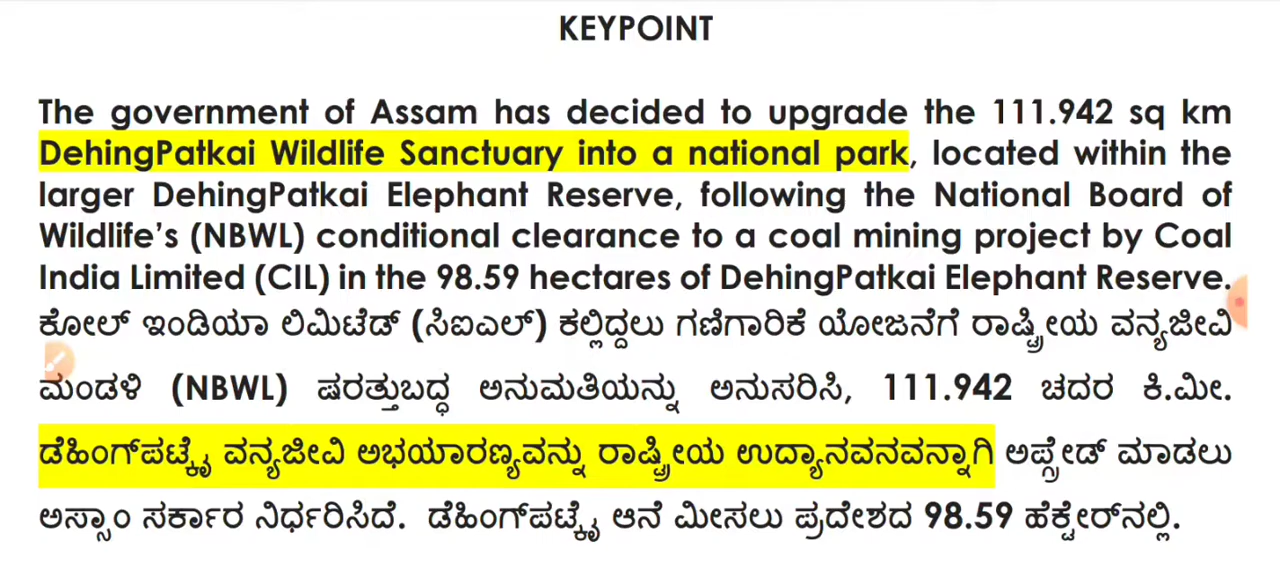 KEYPOINT
The government of Assam has decided to upgrade the 111.942 sq km
DehingPatkai Wildlife Sanctuary into a national park, located within the
larger DehingPatkai Elephant Reserve, following the National Board of
Wildlife's (NBWL) conditional clearance to a coal mining project by Coal
India Limited (CIL) in the 98.59 hectares of DehingPatkai Elephant Reserve.
ಕೋಲ್ ಇಂಡಿಯಾ ಲಿಮಿಟೆಡ್ (ಸಿಐಎಲ್) ಕಲ್ಲಿದ್ದಲು ಗಣಿಗಾರಿಕೆ ಯೋಜನೆಗೆ ರಾಷ್ಟ್ರೀಯ ವನ್ಯಜೀವಿ
ಮಂಡಳಿ (NBWL) ಷರತ್ತುಬದ್ಧ ಅನುಮತಿಯನ್ನು ಅನುಸರಿಸಿ, 111.942 ಚದರ ಕಿ.ಮೀ.
ಡೆಹಿಂಗ್‌ಪಟ್ಕೈ ವನ್ಯಜೀವಿ ಅಭಯಾರಣ್ಯವನ್ನು ರಾಷ್ಟ್ರೀಯ ಉದ್ಯಾನವನವನ್ನಾಗಿ ಅಪ್ಗ್ರೇಡ್ ಮಾಡಲು
ಅಸ್ಸಾಂ ಸರ್ಕಾರ ನಿರ್ಧರಿಸಿದೆ. ಡೆಹಿಂಗ್‌ಪಟ್ಕೈ ಆನೆ ಮೀಸಲು ಪ್ರದೇಶದ 98.59 ಹೆಕ್ಟೇರ್‌ನಲ್ಲಿ.